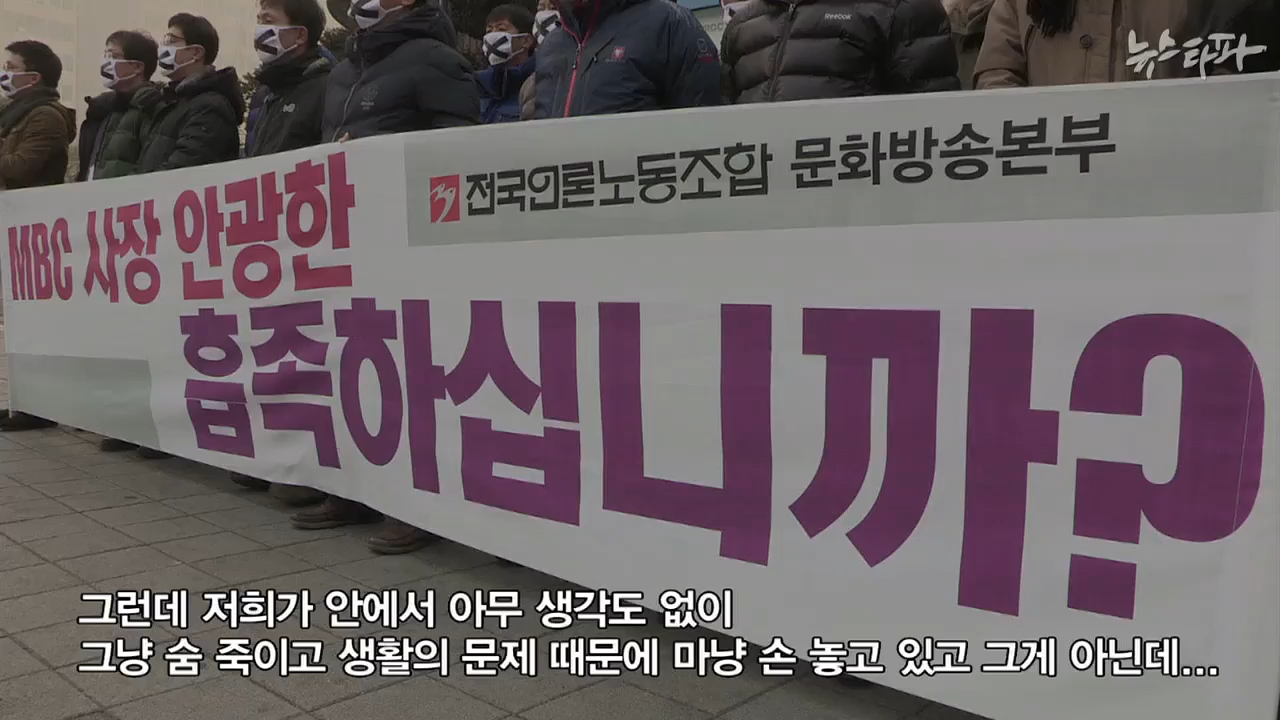 뉴스타파
Reebok
전국언론노동조합 문화방송본부
MBC 사장 안광한
흡족하십니까?
그런데 저희가 안에서 아무 생각도 없이
그냥 숨 죽이고 생활의 문제 때문에 마냥 손 놓고 있고 그게 아닌데...